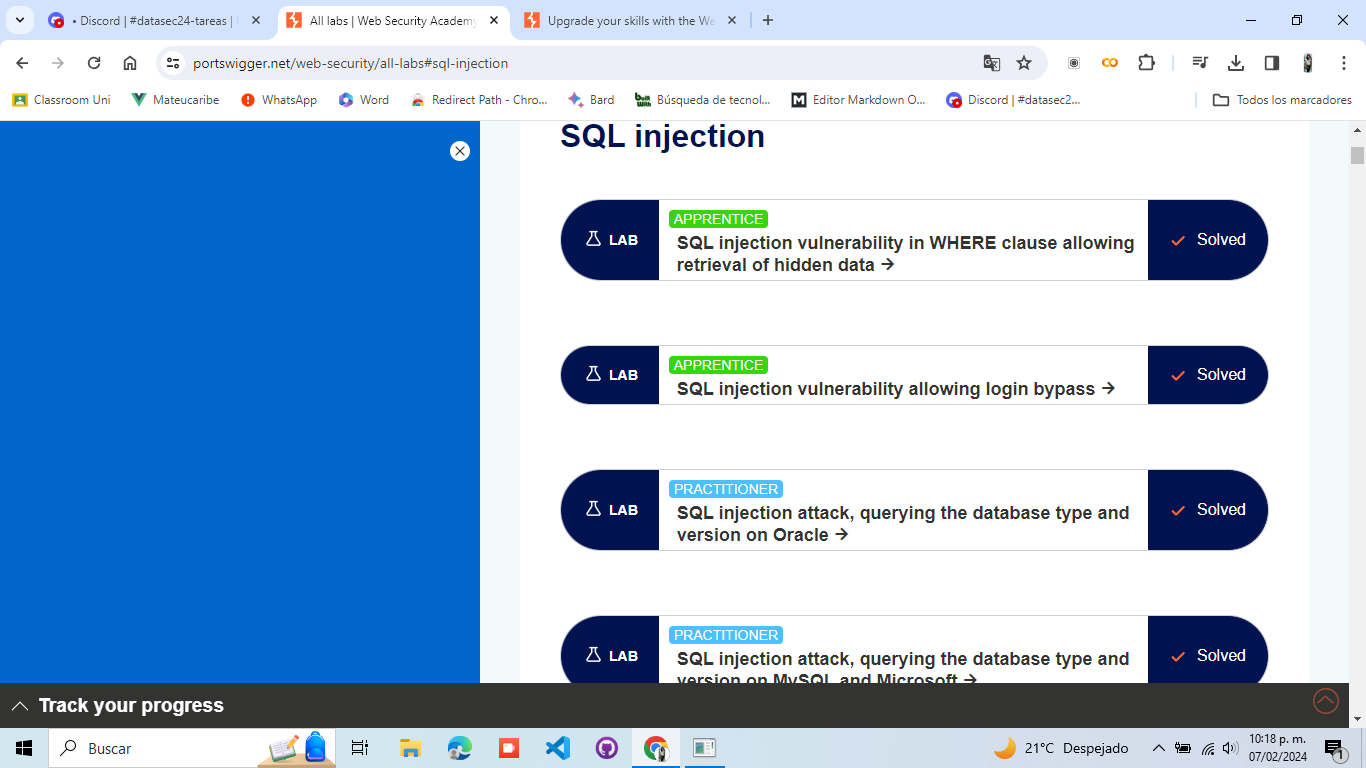 • Discord | #datasec24-tareas |
All labs | Web Security Academy
Upgrade your skills with the We
portswigger.net/web-security/all-labs#sql-injection
Classroom Uni
Mateucaribe
WhatsApp
Word
Redirect Path - Chro...
Bard
Búsqueda de tecnol...
Editor Markdown O...
Discord | #datasec2...
Todos los marcadores
SQL injection
LAB
APPRENTICE
SQL injection vulnerability in WHERE clause allowing
retrieval of hidden data →
Solved
LAB
APPRENTICE
SQL injection vulnerability allowing login bypass →
Solved
LAB
PRACTITIONER
SQL injection attack, querying the database type and
version on Oracle →
Solved
LAB
PRACTITIONER
SQL injection attack, querying the database type and
version on MySQL and Microsoft →
Solved
Track your progress
Buscar
21°C Despejado
10:18 p. m.
07/02/2024
1